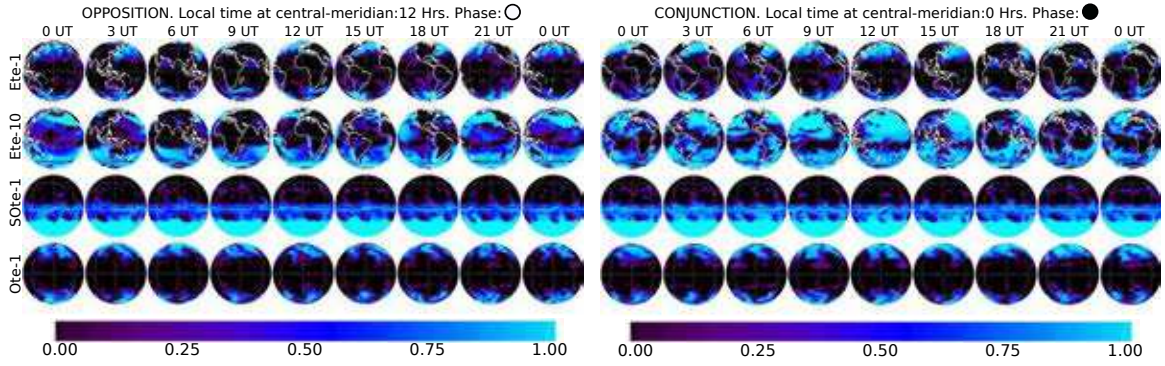 OPPOSITION. Local time at central-meridian:12 Hrs. Phase:
0 UT 3 UT 6 UT 9 UT 12 UT 15 UT 18 UT 21 UT 0 UT
Ete-1
Ete-10
SOte-1
Ote-1
0.00 0.25 0.50 0.75 1.00
CONJUNCTION. Local time at central-meridian:0 Hrs. Phase:
0 UT 3 UT 6 UT 9 UT 12 UT 15 UT 18 UT 21 UT 0 UT
0.00 0.25 0.50 0.75 1.00